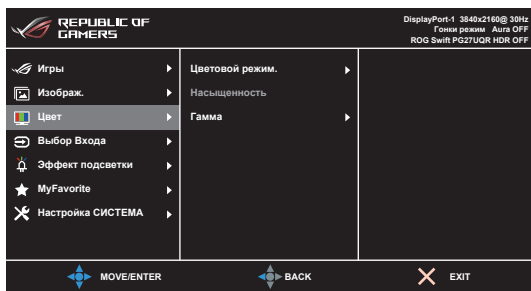 REPUBLIC OF
GAMERS
DisplayPort-1 3840x2160@ 30Hz
Гонки режим Aura OFF
ROG Swift PG27UQR HDR OFF
Игры
Изображ.
Цвет
Выбор Входа
Эффект подсветки
MyFavorite
Настройка СИСТЕМА
Цветовой режим.
Насыщенность
Гамма
MOVE/ENTER
BACK
EXIT